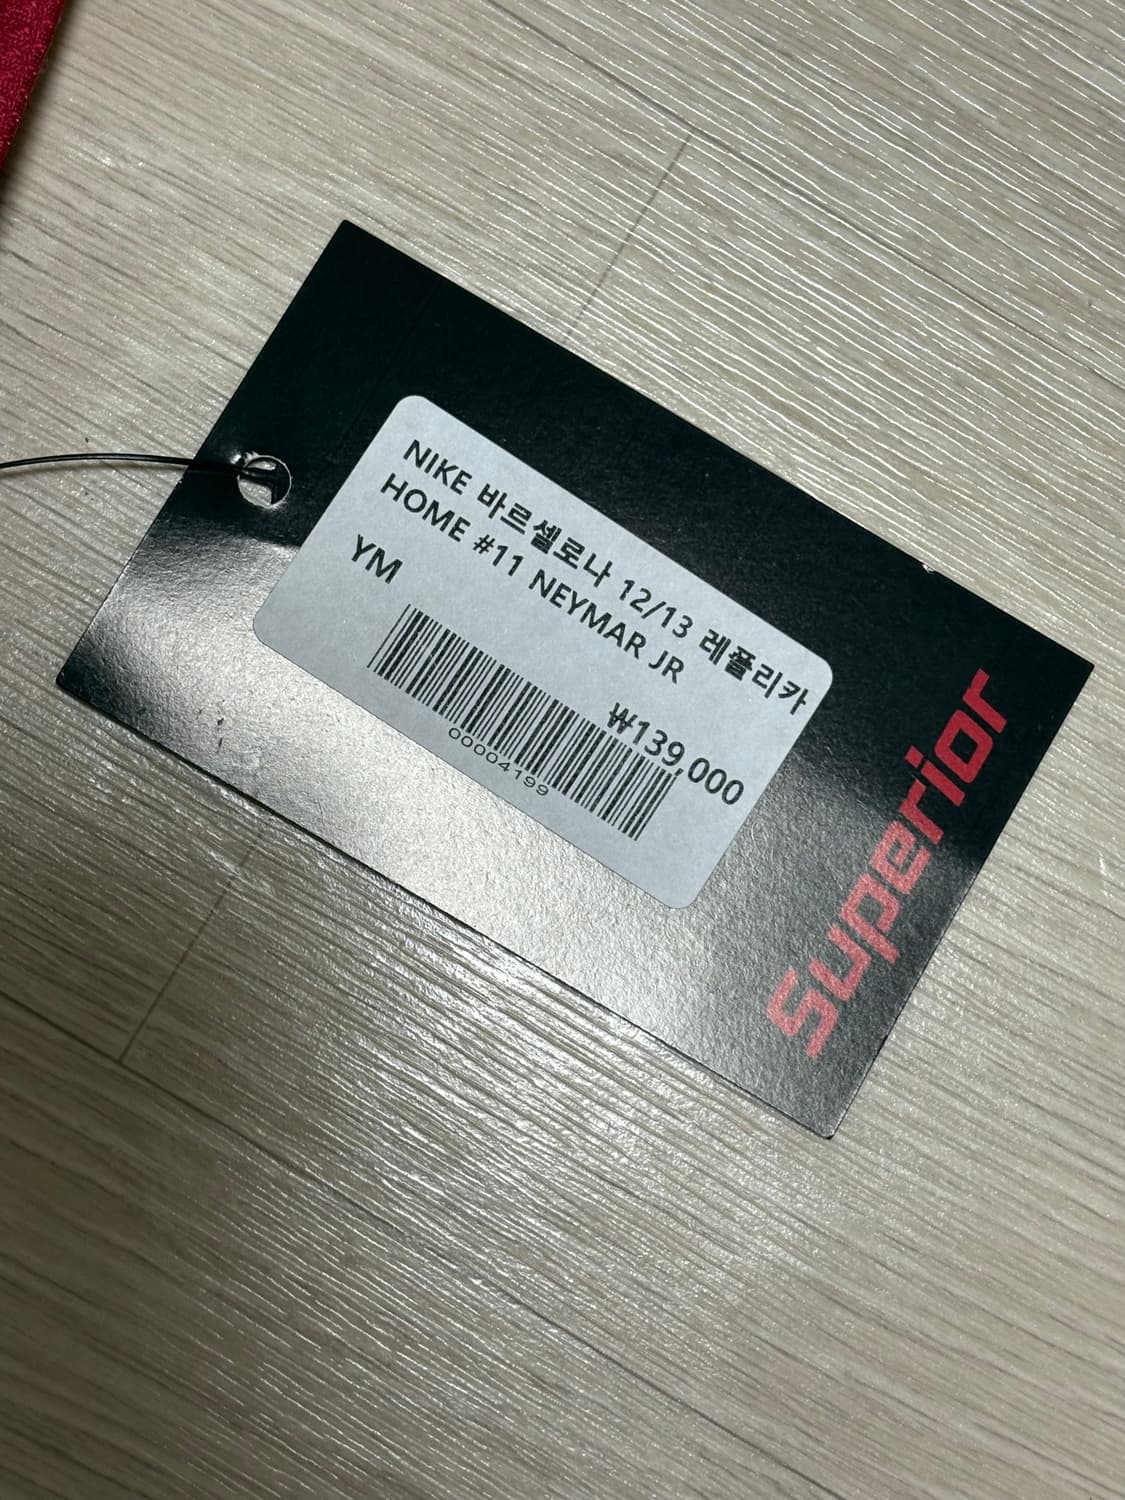 NIKE 바르셀로나 12/13 레플리카
HOME #11 NEYMAR JR
YM
₩139,000
00004199
Superior